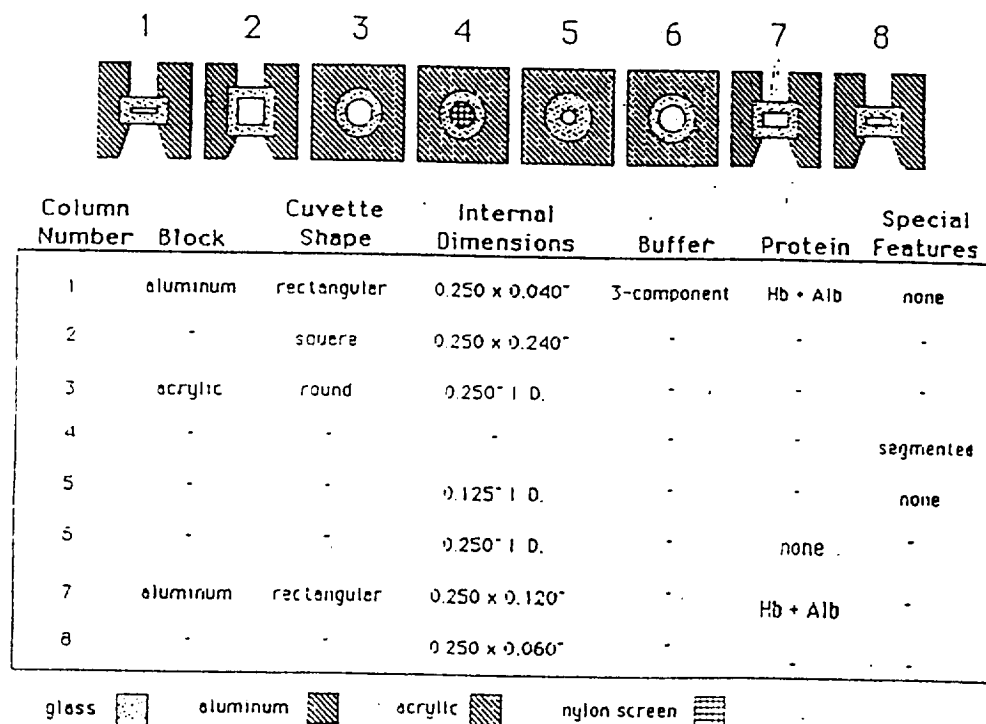 1 2 3 4 5 6 7 8
Column Number Block Cuvette Shape Internal Dimensions Buffer Protein Special Features
1 aluminum rectangular 0.250 x 0.040" 3-component Hb + Alb none
2 - square 0.250 x 0.240" - - -
3 acrylic round 0.250" I D. - - -
4 - - - - - segmented
5 - - 0.125" I D. - - none
5 - - 0.250" I D. - none -
7 aluminum rectangular 0.250 x 0.120" - Hb + Alb -
8 - - 0.250 x 0.060" - - -
glass aluminum acrylic nylon screen